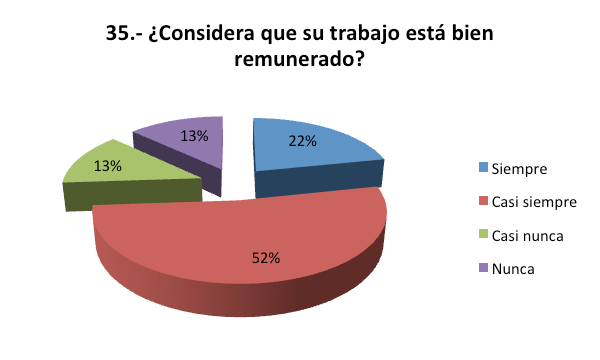 35.- ¿Considera que su trabajo está bien
remunerado?
13%
22%
13%
52%
Siempre
Casi siempre
Casi nunca
Nunca